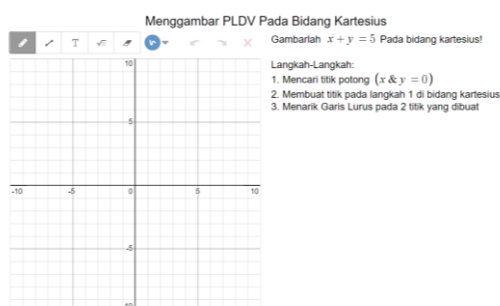 Menggambar PLDV Pada Bidang Kartesius
Gambarlah x + y = 5 Pada bidang kartesius!
T
√
Langkah-Langkah:
1. Mencari titik potong (x & y = 0)
2. Membuat titik pada langkah 1 di bidang kartesius
3. Menarik Garis Lurus pada 2 titik yang dibuat
10
5
-10 -5 0 5 10
-5
-10